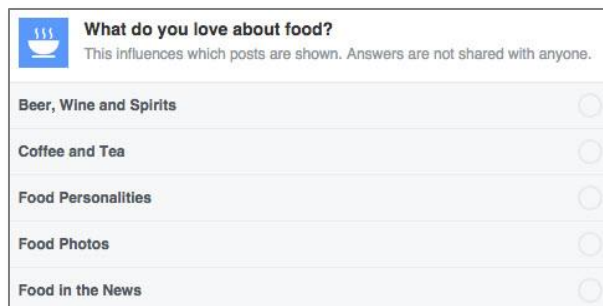 What do you love about food?
This influences which posts are shown. Answers are not shared with anyone.
Beer, Wine and Spirits
Coffee and Tea
Food Personalities
Food Photos
Food in the News